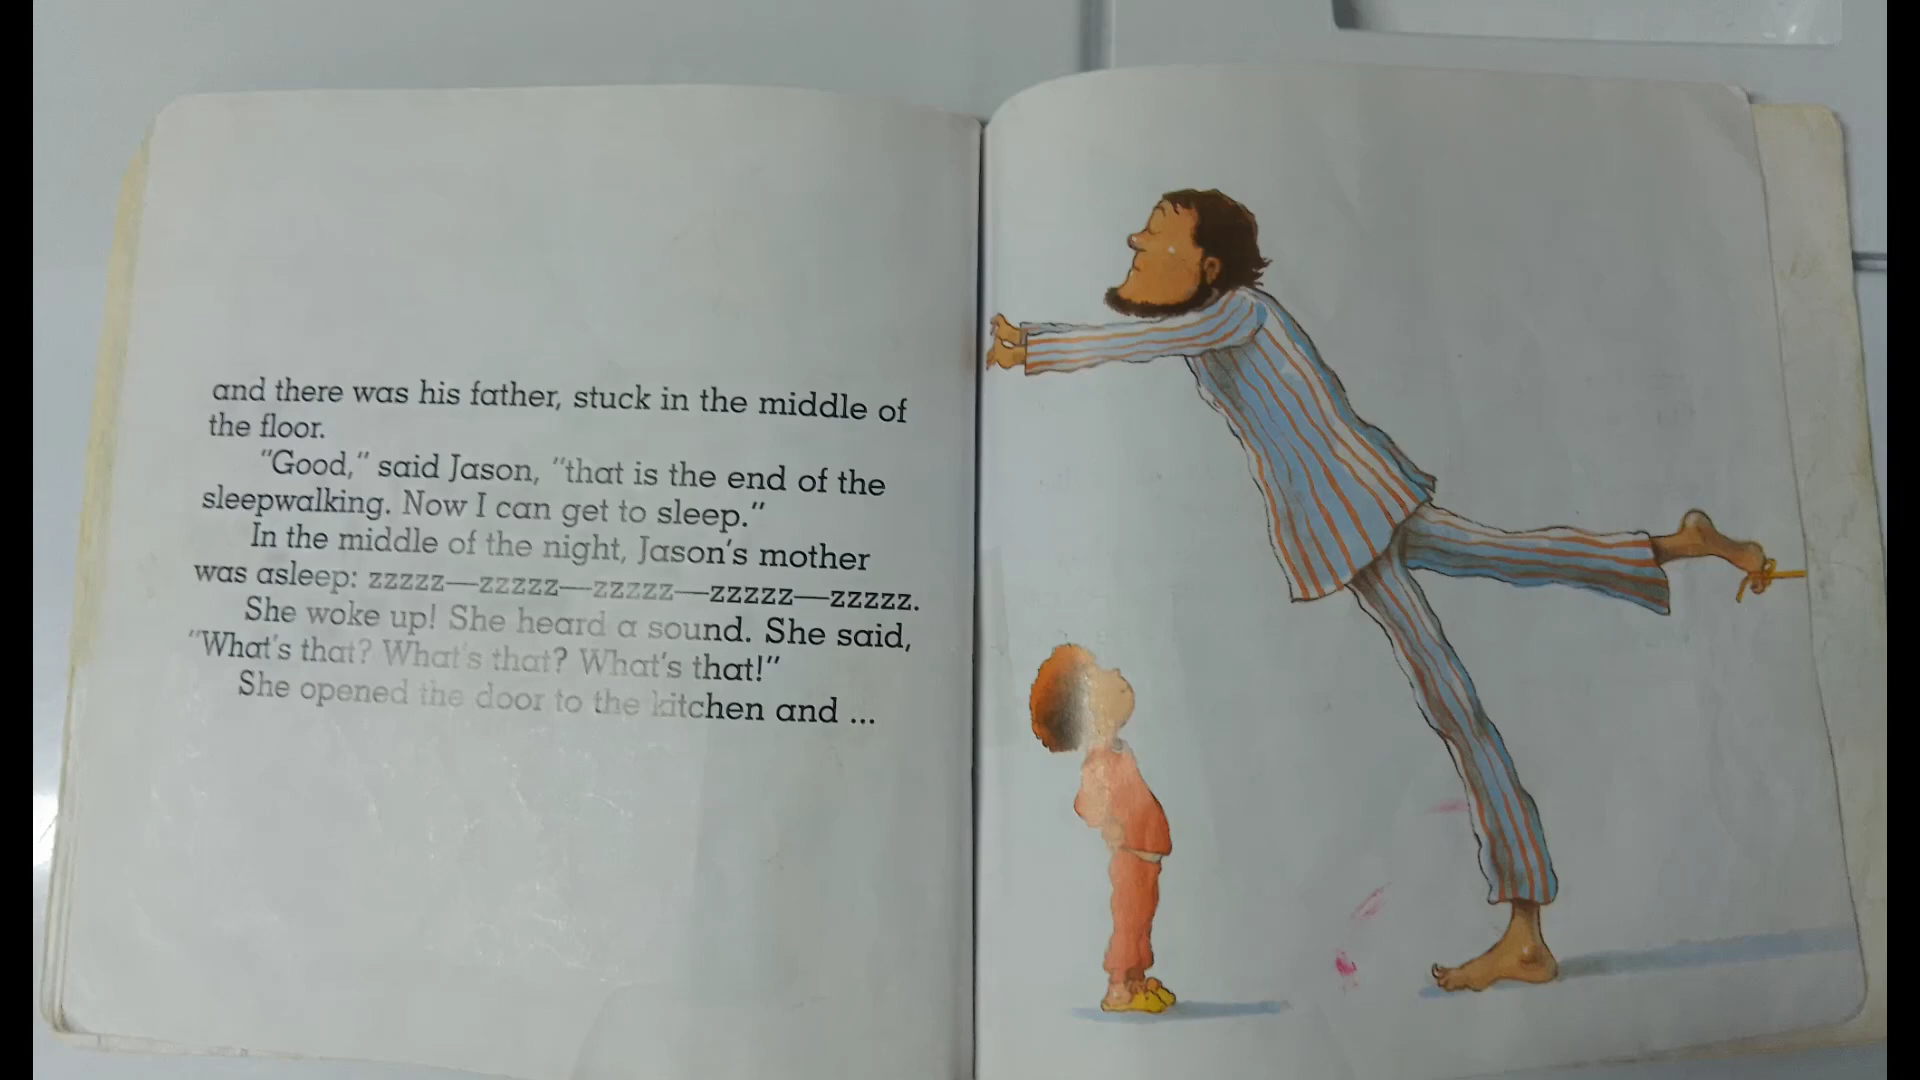 and there was his father, stuck in the middle of
the floor.
"Good," said Jason, "that is the end of the
sleepwalking. Now I can get to sleep."
In the middle of the night, Jason's mother
was asleep: zzzzz—zzzzz—zzzzz—zzzzz—zzzzz.
She woke up! She heard a sound. She said,
"What's that? What's that? What's that!"
She opened the door to the kitchen and ...